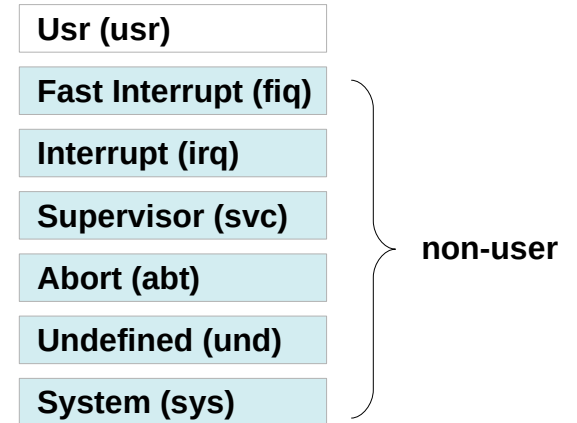 Usr (usr)
Fast Interrupt (fiq)
Interrupt (irq)
Supervisor (svc)
non-user
Abort (abt)
Undefined (und)
System (sys)